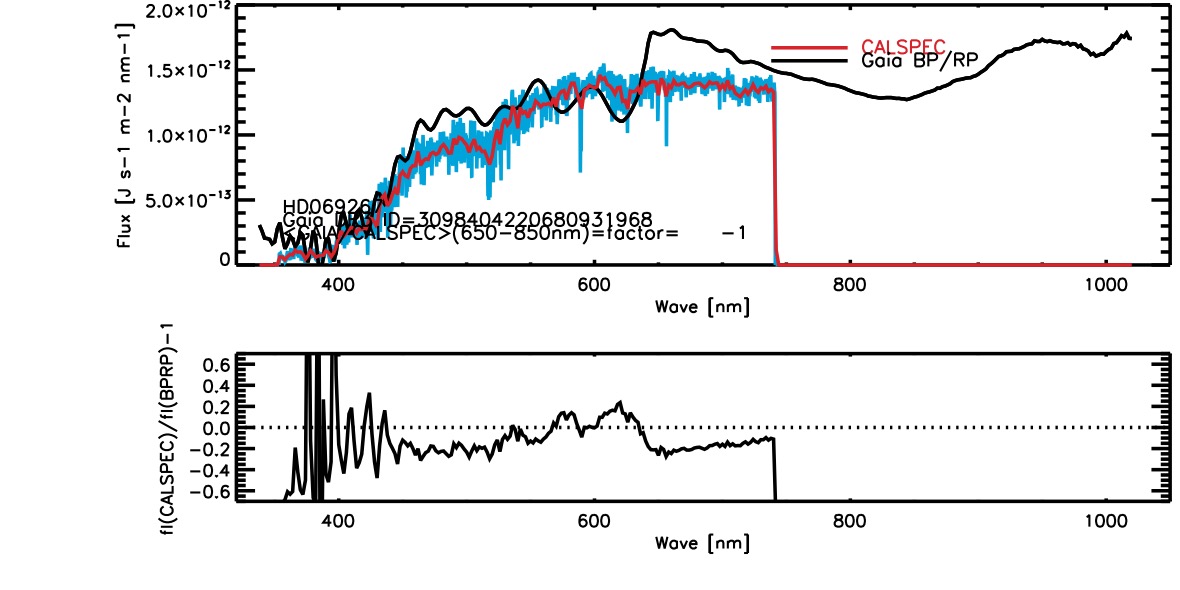 2.0×10−12
1.5×10−12
1.0×10−12
5.0×10−13
0
Flux [J s−1 m−2 nm−1]
CALSPEC
Gaia BP/RP
HD069267
Gaia DR3 ID=3098404220680931968
<GAIA/CALSPEC>(650−850nm)=factor= −1
400 600 800 1000
Wave [nm]
fl(CALSPEC)/fl(BPRP)−1
0.6
0.4
0.2
0.0
−0.2
−0.4
−0.6
400 600 800 1000
Wave [nm]